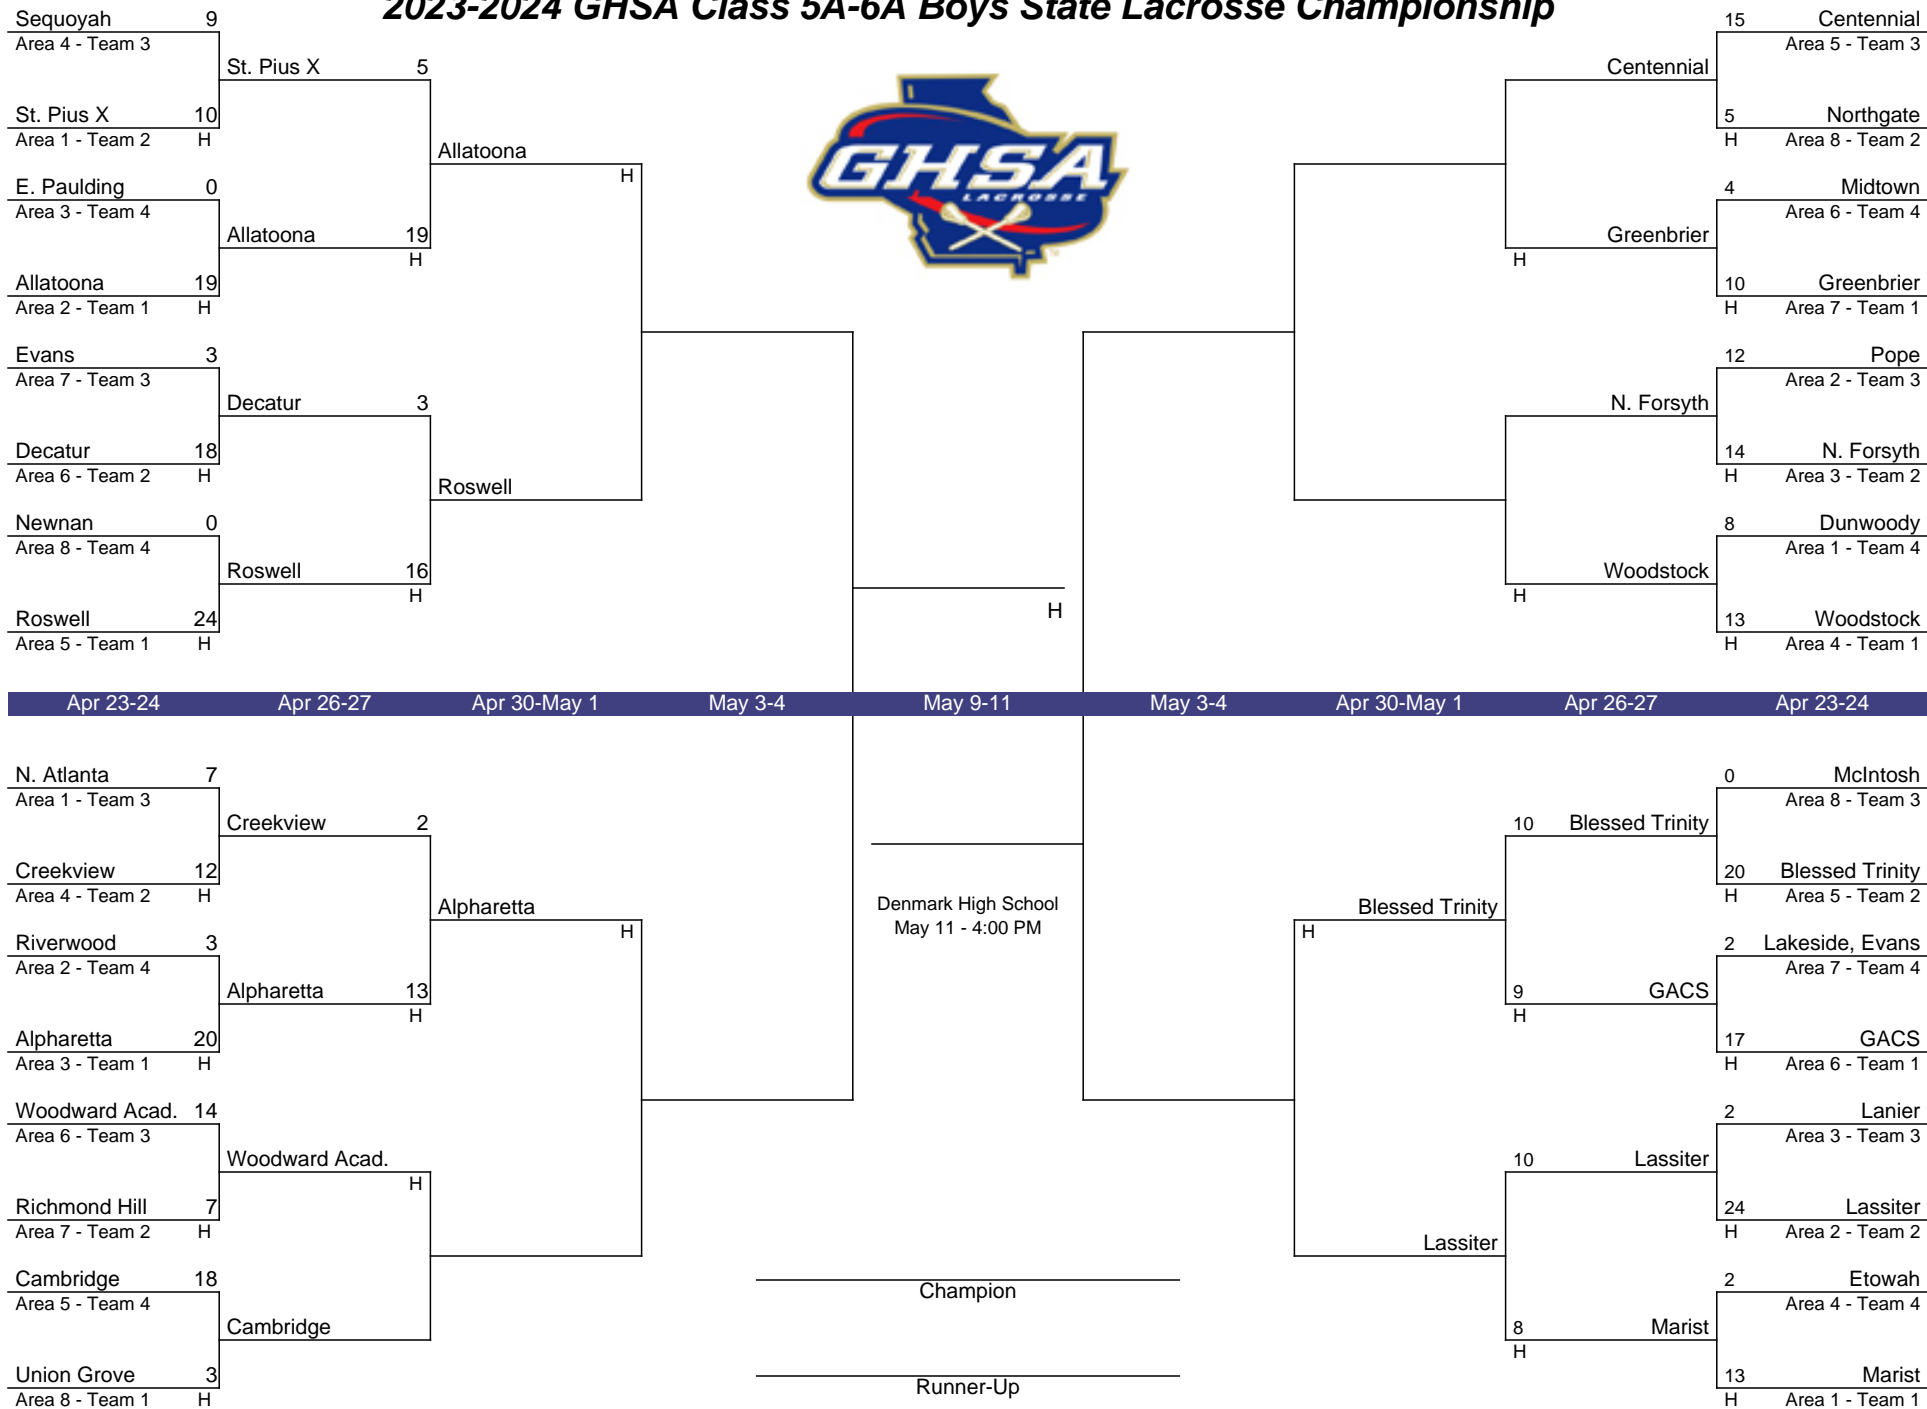 2023-2024 GHSA Class 5A-6A Boys State Lacrosse Championship
Sequoyah 9
Area 4 - Team 3
St. Pius X 5
St. Pius X 10
Area 1 - Team 2 H
Allatoona
H
E. Paulding 0
Area 3 - Team 4
Allatoona 19
H
Allatoona 19
Area 2 - Team 1 H
Evans 3
Area 7 - Team 3
Decatur 3
Decatur 18
Area 6 - Team 2 H
Roswell
Newnan 0
Area 8 - Team 4
Roswell 16
H
Roswell 24
Area 5 - Team 1 H
GHSA
LACROSSE
TM
H
15 Centennial
Area 5 - Team 3
Centennial
5 Northgate
H Area 8 - Team 2
4 Midtown
Area 6 - Team 4
Greenbrier
H
10 Greenbrier
H Area 7 - Team 1
12 Pope
Area 2 - Team 3
N. Forsyth
14 N. Forsyth
H Area 3 - Team 2
8 Dunwoody
Area 1 - Team 4
Woodstock
H
13 Woodstock
H Area 4 - Team 1
Apr 23-24 Apr 26-27 Apr 30-May 1 May 3-4 May 9-11 May 3-4 Apr 30-May 1 Apr 26-27 Apr 23-24
N. Atlanta 7
Area 1 - Team 3
Creekview 2
Creekview 12
Area 4 - Team 2 H
Alpharetta
H
Riverwood 3
Area 2 - Team 4
Alpharetta 13
H
Alpharetta 20
Area 3 - Team 1 H
Woodward Acad. 14
Area 6 - Team 3
Woodward Acad.
H
Richmond Hill 7
Area 7 - Team 2 H
Cambridge 18
Area 5 - Team 4
Cambridge
Union Grove 3
Area 8 - Team 1 H
Denmark High School
May 11 - 4:00 PM
Champion
Runner-Up
0 McIntosh
Area 8 - Team 3
10 Blessed Trinity
20 Blessed Trinity
H Area 5 - Team 2
Blessed Trinity
H
2 Lakeside, Evans
Area 7 - Team 4
9 GACS
H
17 GACS
H Area 6 - Team 1
2 Lanier
Area 3 - Team 3
10 Lassiter
24 Lassiter
H Area 2 - Team 2
Lassiter
2 Etowah
Area 4 - Team 4
8 Marist
H
13 Marist
H Area 1 - Team 1